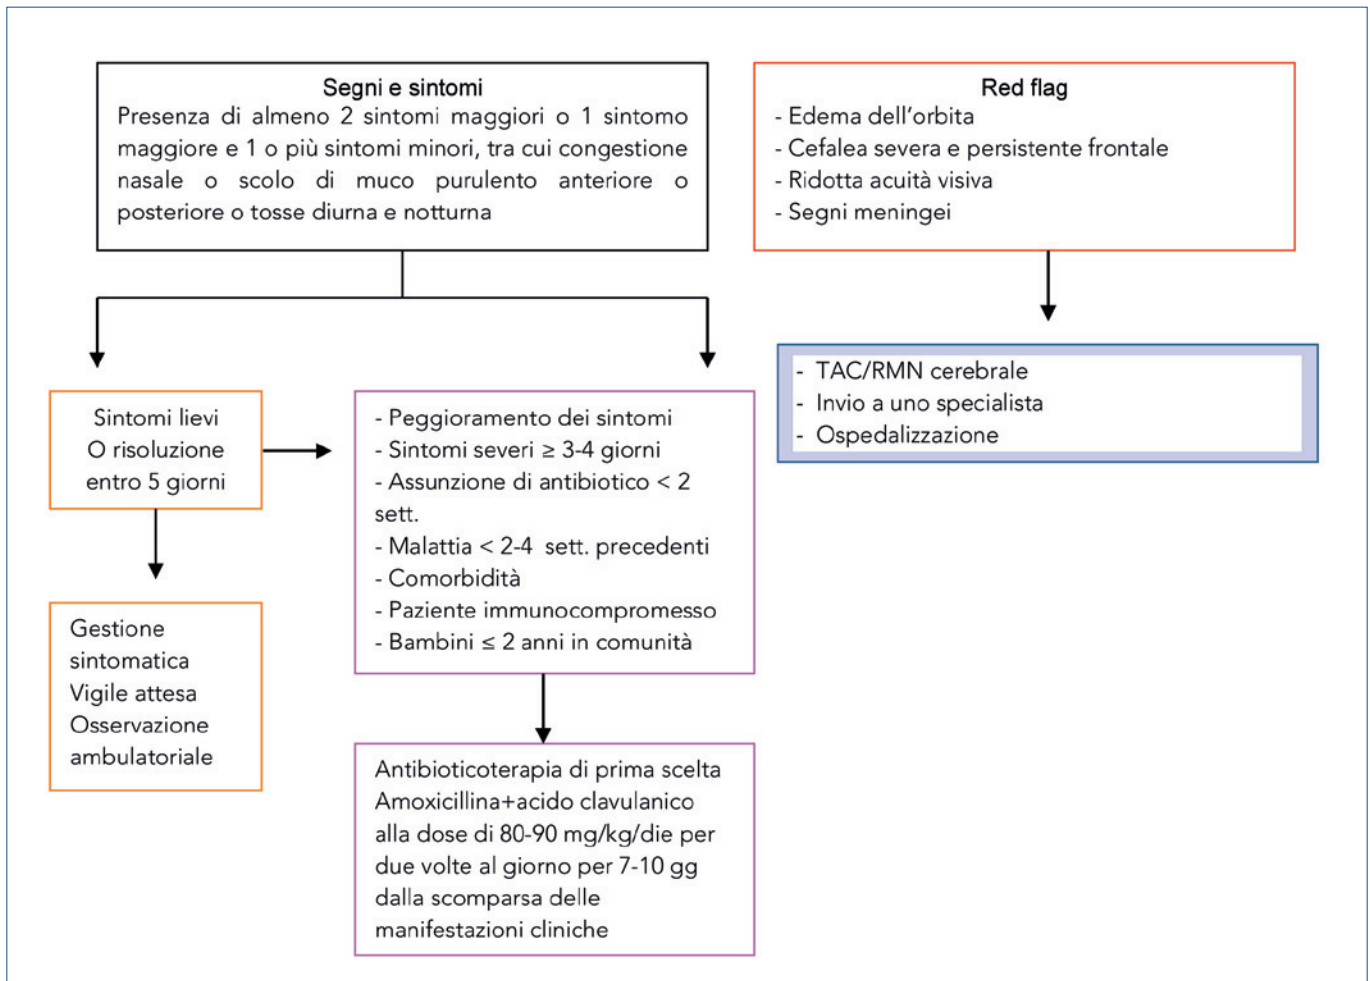 Segni e sintomi
Presenza di almeno 2 sintomi maggiori o 1 sintomo
maggiore e 1 o più sintomi minori, tra cui congestione
nasale o scolo di muco purulento anteriore o
posteriore o tosse diurna e notturna
Red flag
- Edema dell'orbita
- Cefalea severa e persistente frontale
- Ridotta acuità visiva
- Segni meningei
- TAC/RMN cerebrale
- Invio a uno specialista
- Ospedalizzazione
Sintomi lievi
O risoluzione
entro 5 giorni
- Peggioramento dei sintomi
- Sintomi severi ≥ 3-4 giorni
- Assunzione di antibiotico < 2
sett.
- Malattia < 2-4 sett. precedenti
- Comorbidità
- Paziente immunocompromesso
- Bambini ≤ 2 anni in comunità
Gestione
sintomatica
Vigile attesa
Osservazione
ambulatoriale
Antibioticoterapia di prima scelta
Amoxicillina+acido clavulanico
alla dose di 80-90 mg/kg/die per
due volte al giorno per 7-10 gg
dalla scomparsa delle
manifestazioni cliniche